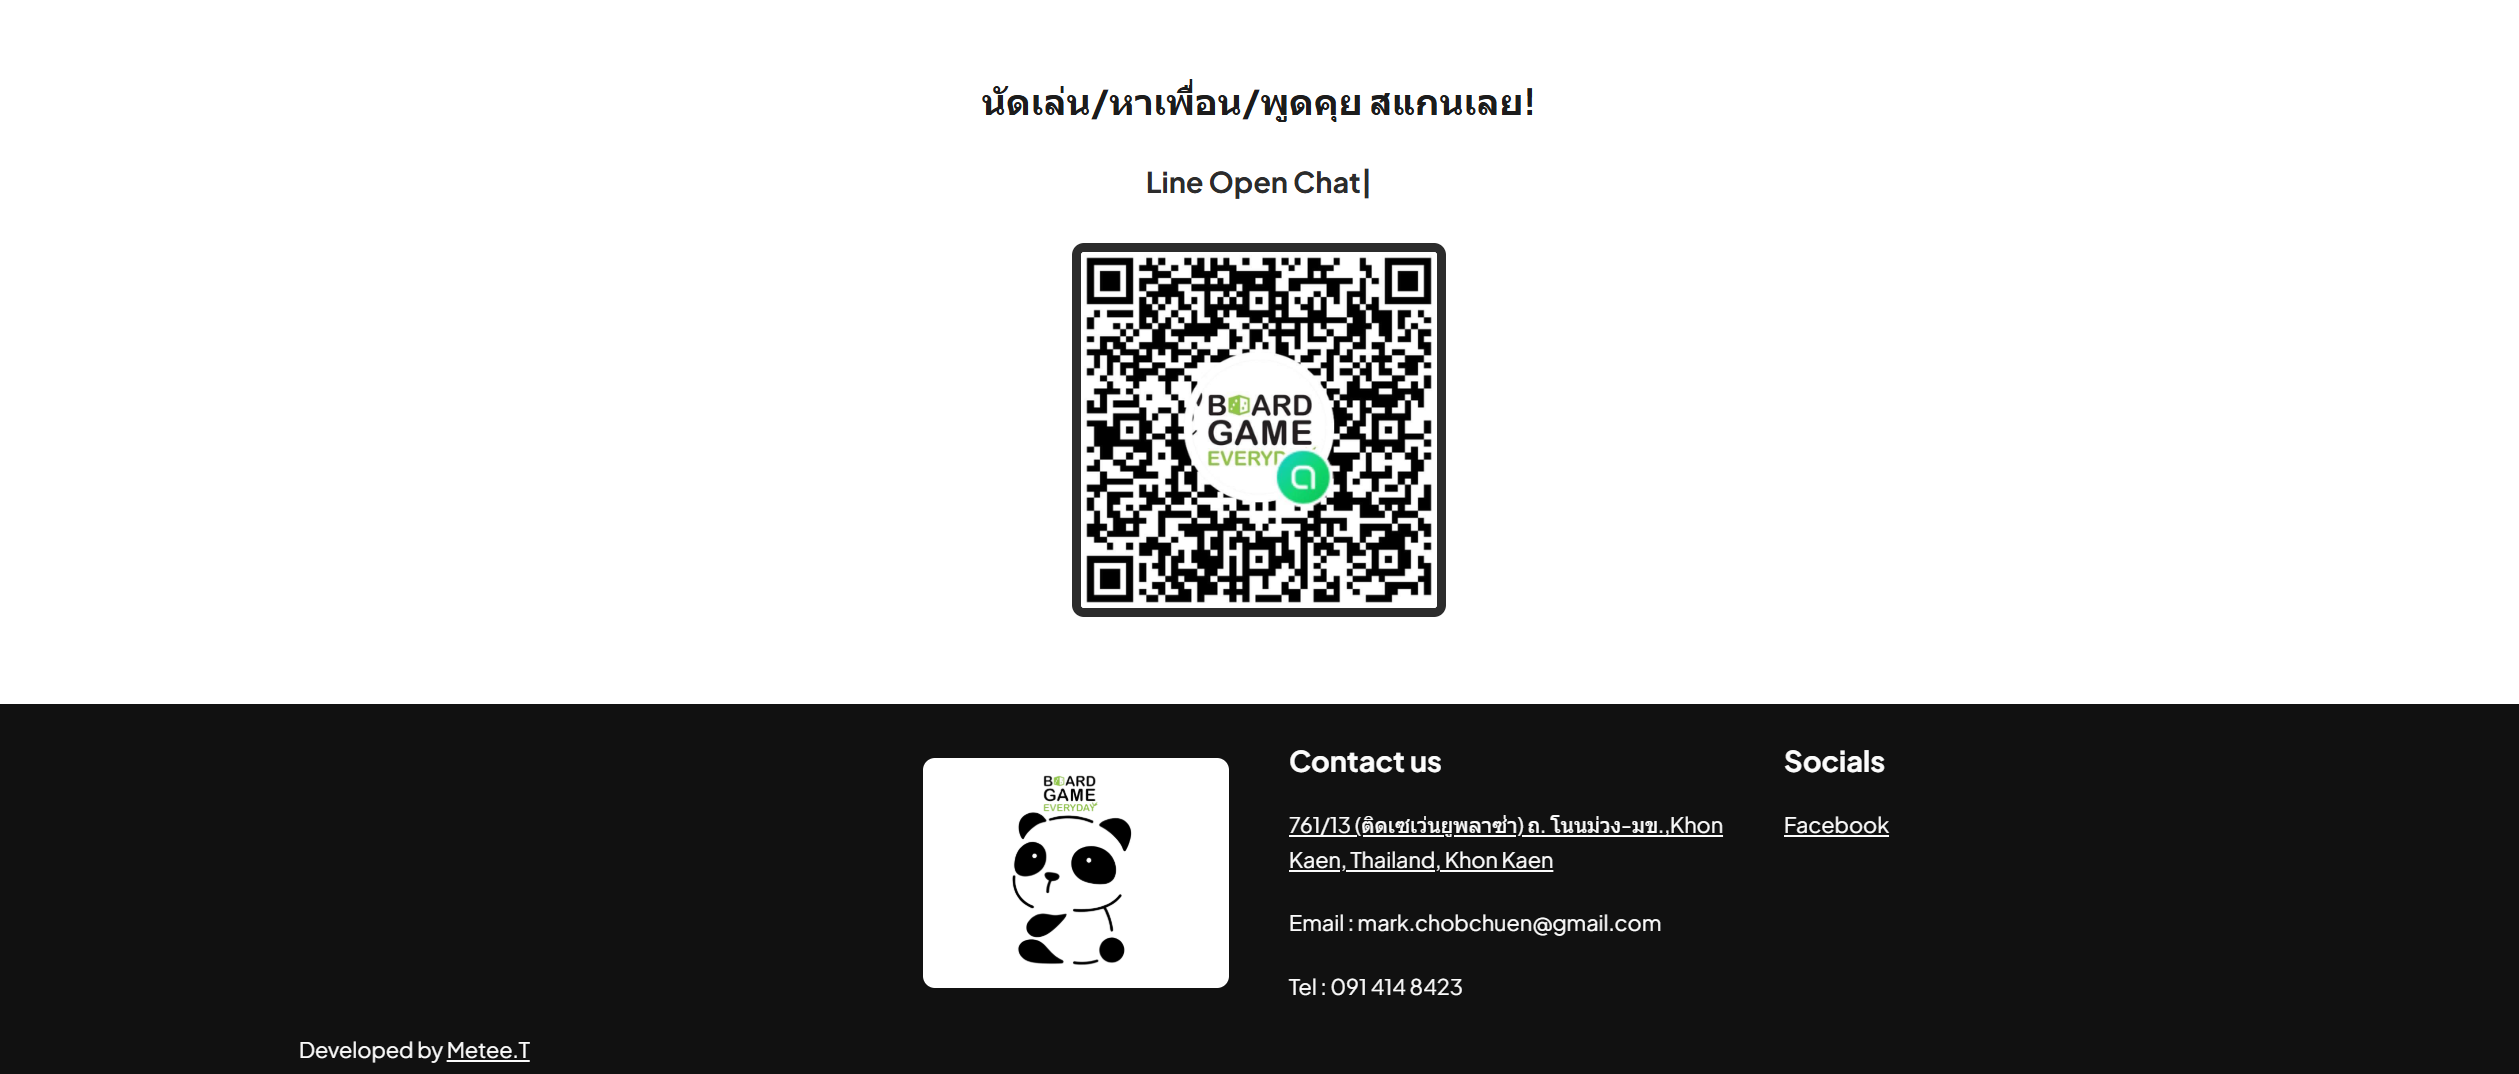 นัดเล่น/หาเพื่อน/พูดคุย สแกนเลย!
Line Open Chat|
BOARD
GAME
EVERYD
BOARD
GAME
EVERYDAY
Contact us
761/13 (ติดเซเว่นยูพลาซ่า) ถ. โนนม่วง-มข.,Khon
Kaen, Thailand, Khon Kaen
Email : mark.chobchuen@gmail.com
Tel : 091 414 8423
Socials
Facebook
Developed by Metee.T